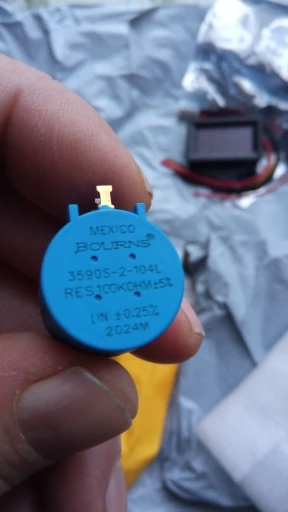 MEXICO
BOURNS®
3590S-2-104L
RES.100KOHM±5%
LIN ±0.25%
2024M